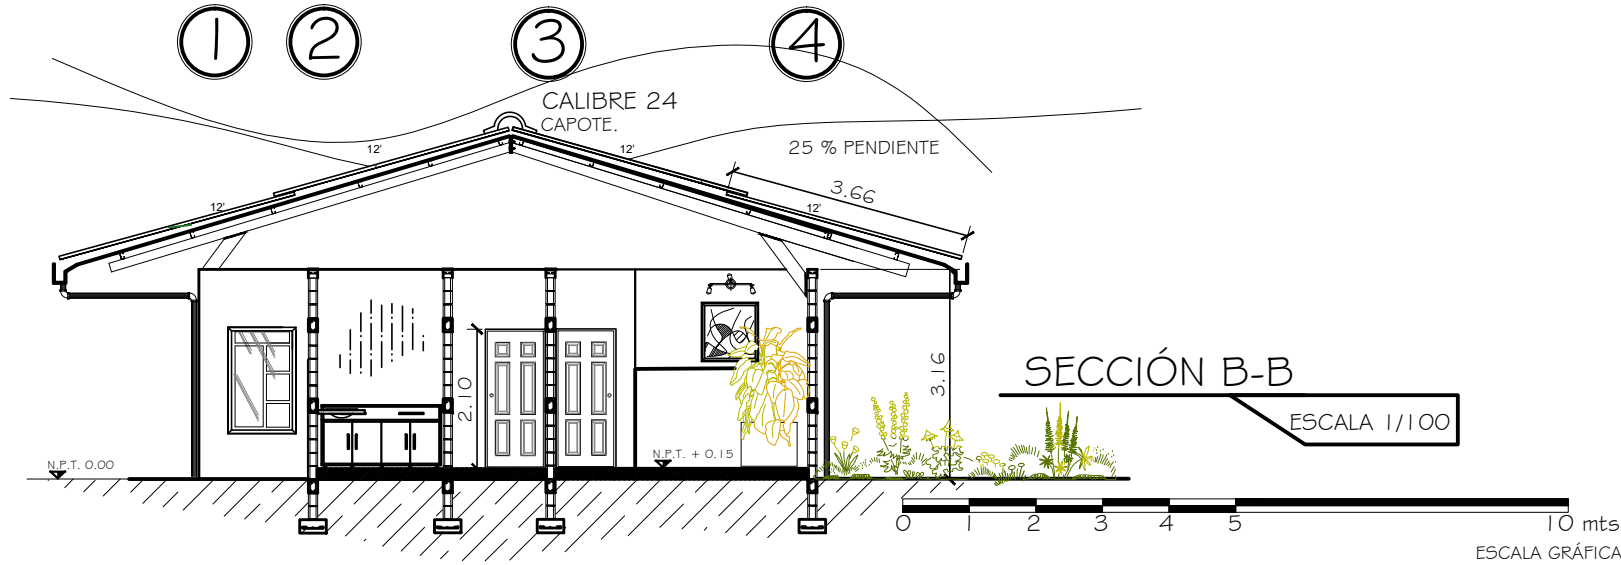 1
2
3
4
CALIBRE 24
CAPOTE.
12'
12'
25 % PENDIENTE
3.66
12'
12'
2.10
3.16
SECCIÓN B-B
ESCALA 1/100
N.P.T. 0.00
N.P.T. + 0.15
0 1 2 3 4 5 10 mts
ESCALA GRÁFICA